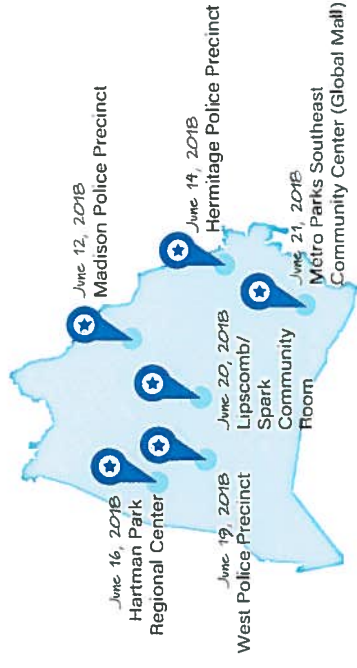 June 12, 2018
Madison Police Precinct
June 14, 2018
Hermitage Police Precinct
June 16, 2018
Hartman Park
Regional Center
June 20, 2018
Lipscomb/
Spark
Community
Room
June 19, 2018
West Police Precinct
June 21, 2018
Metro Parks Southeast
Community Center (Global Mall)